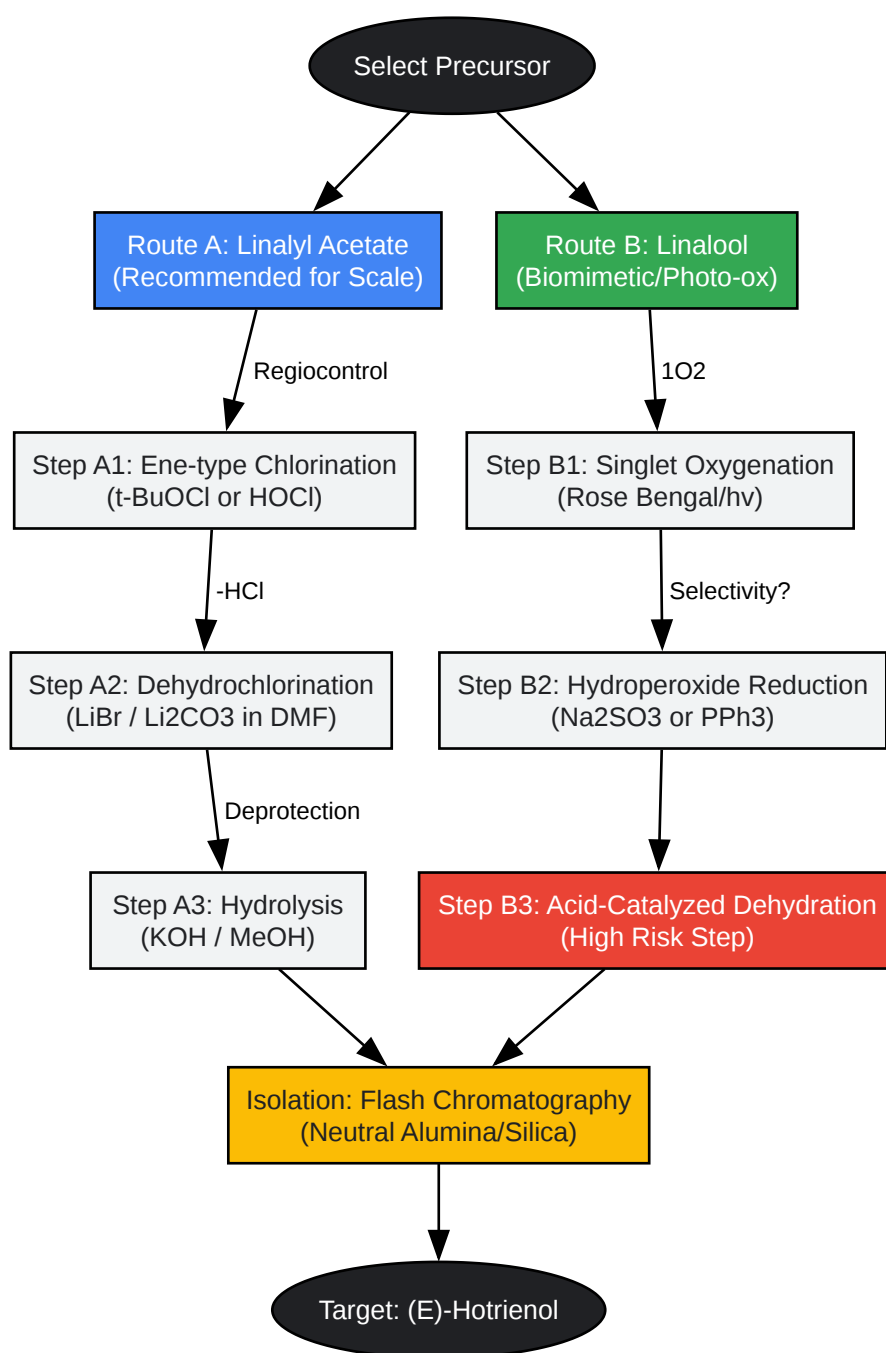 Select Precursor
Route A: Linalyl Acetate
(Recommended for Scale)
Route B: Linalool
(Biomimetic/Photo-ox)
Regiocontrol
1O2
Step A1: Ene-type Chlorination
(t-BuOCl or HOCl)
Step B1: Singlet Oxygenation
(Rose Bengal/hv)
-HCl
Selectivity?
Step A2: Dehydrochlorination
(LiBr / Li2CO3 in DMF)
Step B2: Hydroperoxide Reduction
(Na2SO3 or PPh3)
Deprotection
Step A3: Hydrolysis
(KOH / MeOH)
Step B3: Acid-Catalyzed Dehydration
(High Risk Step)
Isolation: Flash Chromatography
(Neutral Alumina/Silica)
Target: (E)-Hotrienol